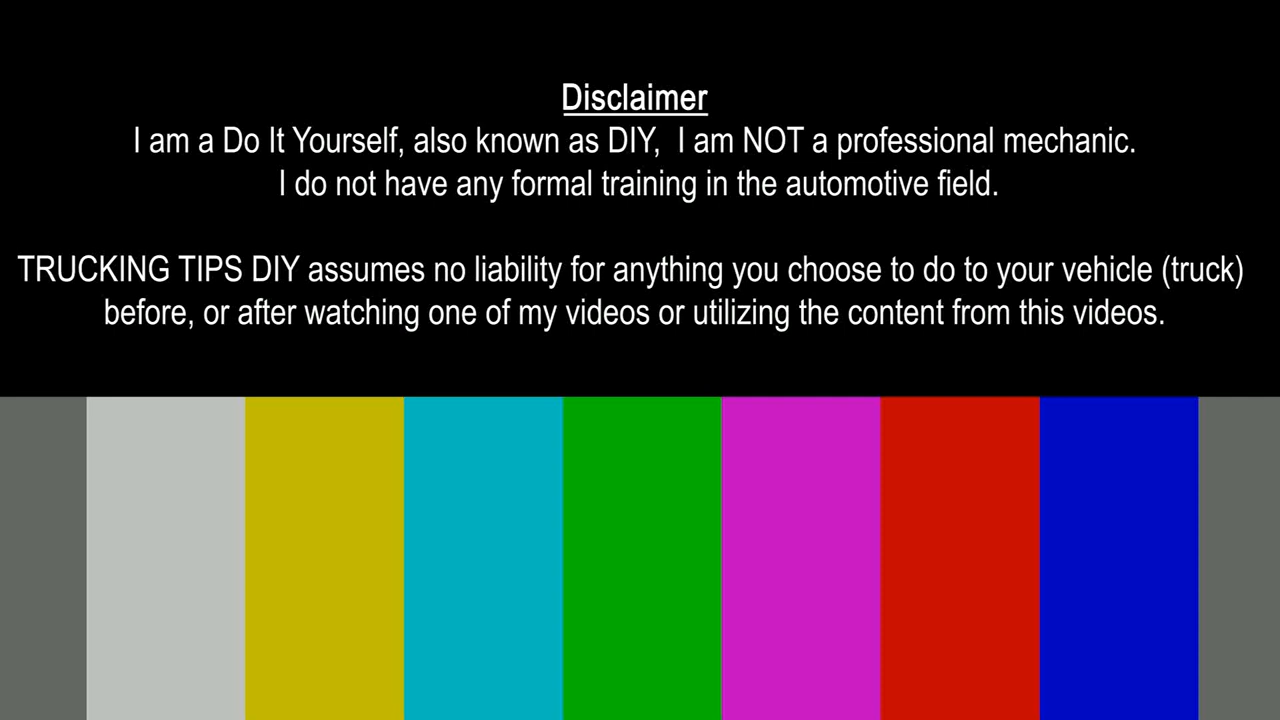 Disclaimer
I am a Do It Yourself, also known as DIY,  I am NOT a professional mechanic.
I do not have any formal training in the automotive field.
TRUCKING TIPS DIY assumes no liability for anything you choose to do to your vehicle (truck)
before, or after watching one of my videos or utilizing the content from this videos.